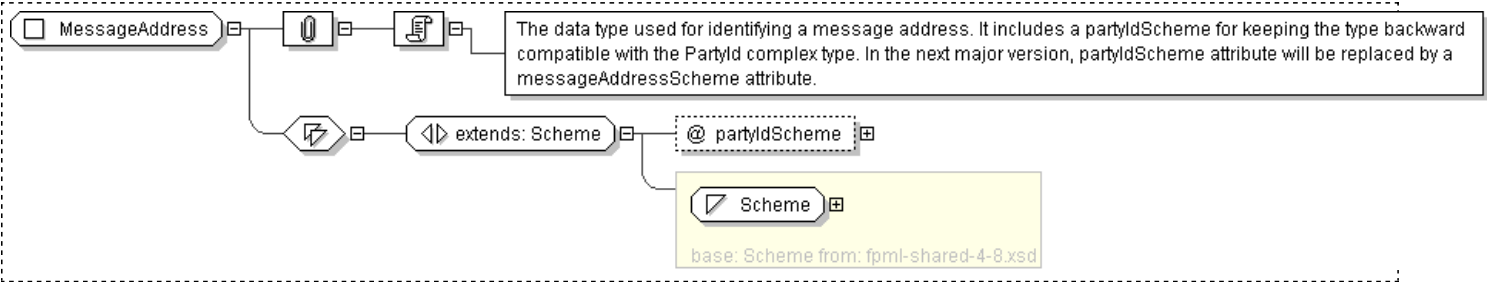 MessageAddress
The data type used for identifying a message address. It includes a partyIdScheme for keeping the type backward
compatible with the PartyId complex type. In the next major version, partyIdScheme attribute will be replaced by a
messageAddressScheme attribute.
extends: Scheme
@ partyIdScheme
Scheme
base: Scheme from: fpml-shared-4-8.xsd